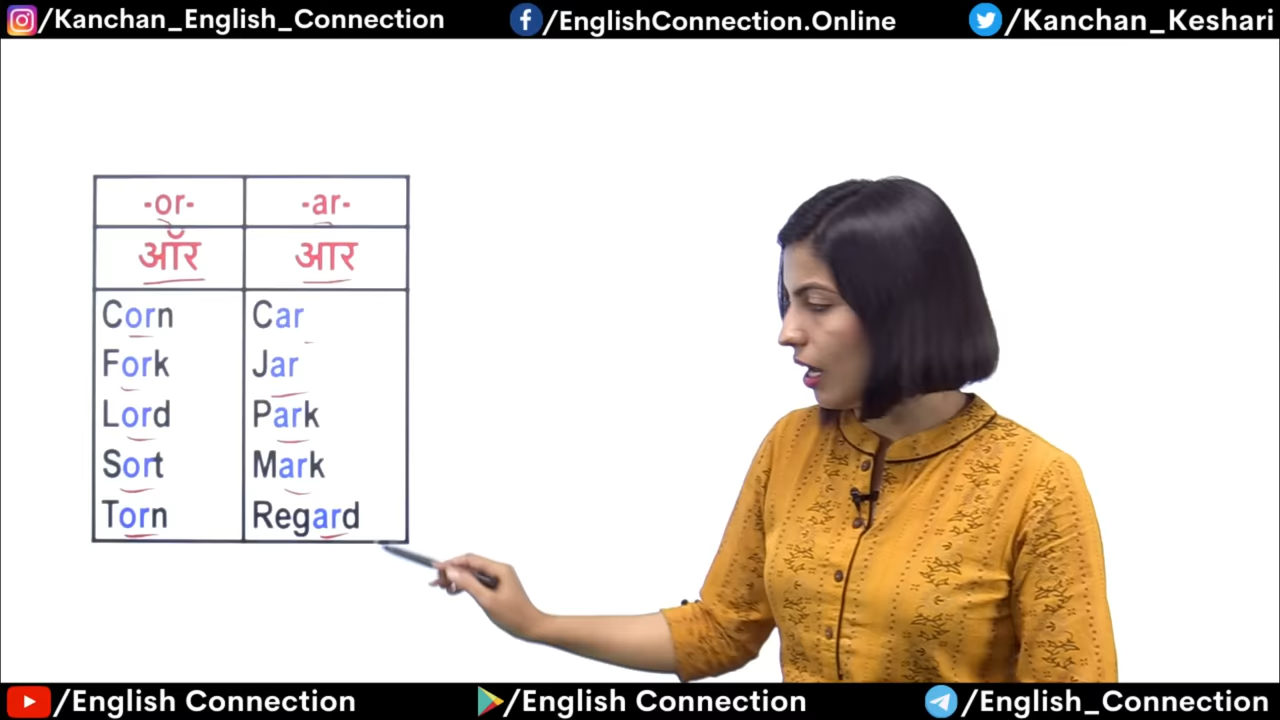 /Kanchan_English_Connection /EnglishConnection.Online /Kanchan_Keshari
-or- -ar-
ऑर आर
Corn Car
Fork Jar
Lord Park
Sort Mark
Torn Regard
/English Connection /English Connection /English_Connection